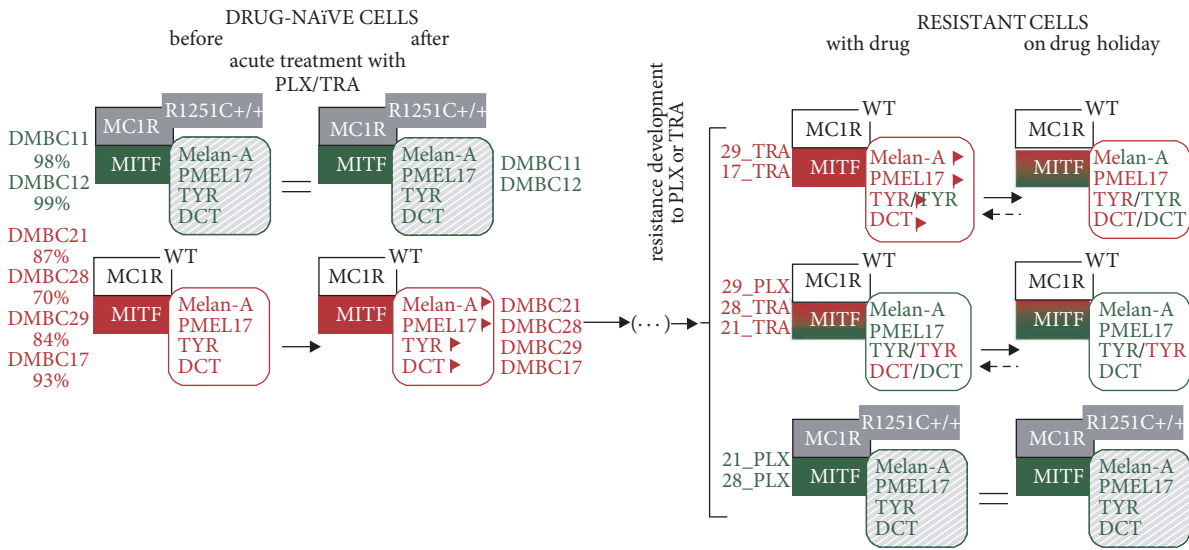 DRUG-NAïVE CELLS
before
after
acute treatment with
PLX/TRA
DMBC11
98%
DMBC12
99%
MC1R
R1251C+/+
MITF
Melan-A
PMEL17
TYR
DCT
MC1R
R1251C+/+
MITF
Melan-A
PMEL17
TYR
DCT
DMBC11
DMBC12
DMBC21
87%
DMBC28
70%
DMBC29
84%
DMBC17
93%
WT
MC1R
MITF
Melan-A
PMEL17
TYR
DCT
WT
MC1R
MITF
Melan-A
PMEL17
TYR
DCT
DMBC21
DMBC28
DMBC29
DMBC17
(···)
resistance development
to PLX or TRA
RESISTANT CELLS
with drug
on drug holiday
29_TRA
17_TRA
WT
MC1R
MITF
Melan-A
PMEL17
TYR/TYR
DCT
WT
MC1R
MITF
Melan-A
PMEL17
TYR/TYR
DCT/DCT
29_PLX
28_TRA
21_TRA
WT
MC1R
MITF
Melan-A
PMEL17
TYR/TYR
DCT/DCT
WT
MC1R
MITF
Melan-A
PMEL17
TYR/TYR
DCT
21_PLX
28_PLX
R1251C+/+
MC1R
MITF
Melan-A
PMEL17
TYR
DCT
R1251C+/+
MC1R
MITF
Melan-A
PMEL17
TYR
DCT